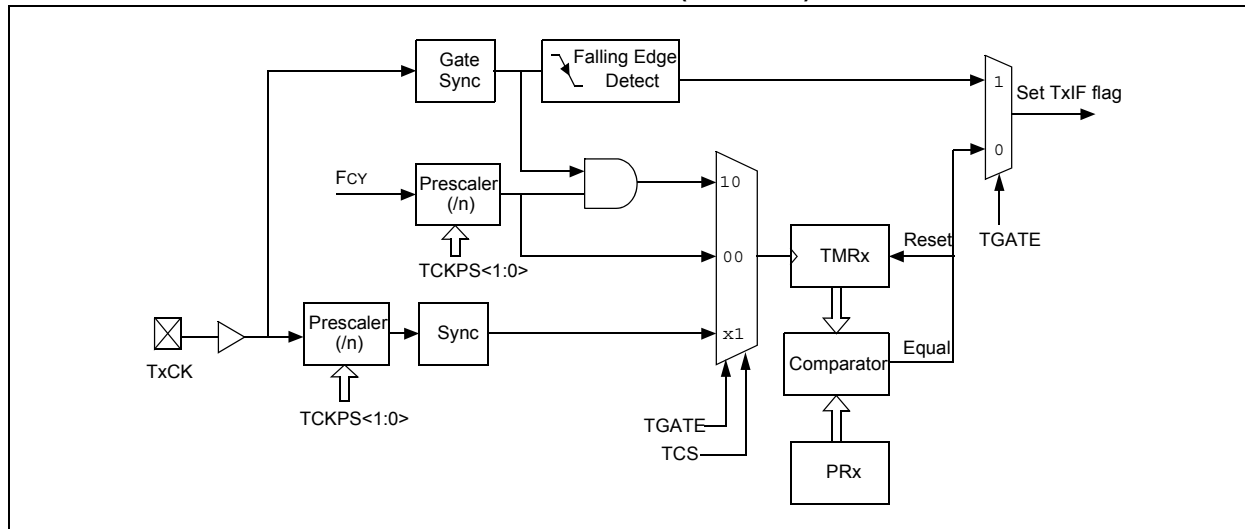 Gate
Sync
Falling Edge
Detect
1
Set TxIF flag
0
TGATE
FCY
Prescaler
(/n)
TCKPS<1:0>
10
00
x1
TMRx
Reset
TxCK
Prescaler
(/n)
TCKPS<1:0>
Sync
Comparator
Equal
TGATE
TCS
PRx